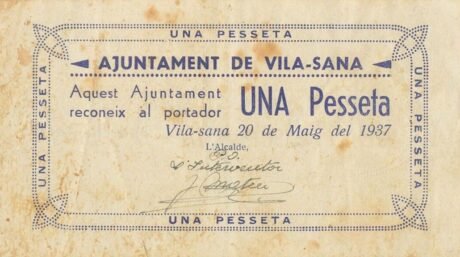 UNA PESSETA
AJUNTAMENT DE VILA-SANA
Aquest Ajuntament
reconeix al portador
UNA Pesseta
Vila-sana 20 de Maig del 1937
L'Alcalde,
P.O.
L'Interventor
UNA PESSETA
UNA PESSETA
UNA PESSETA